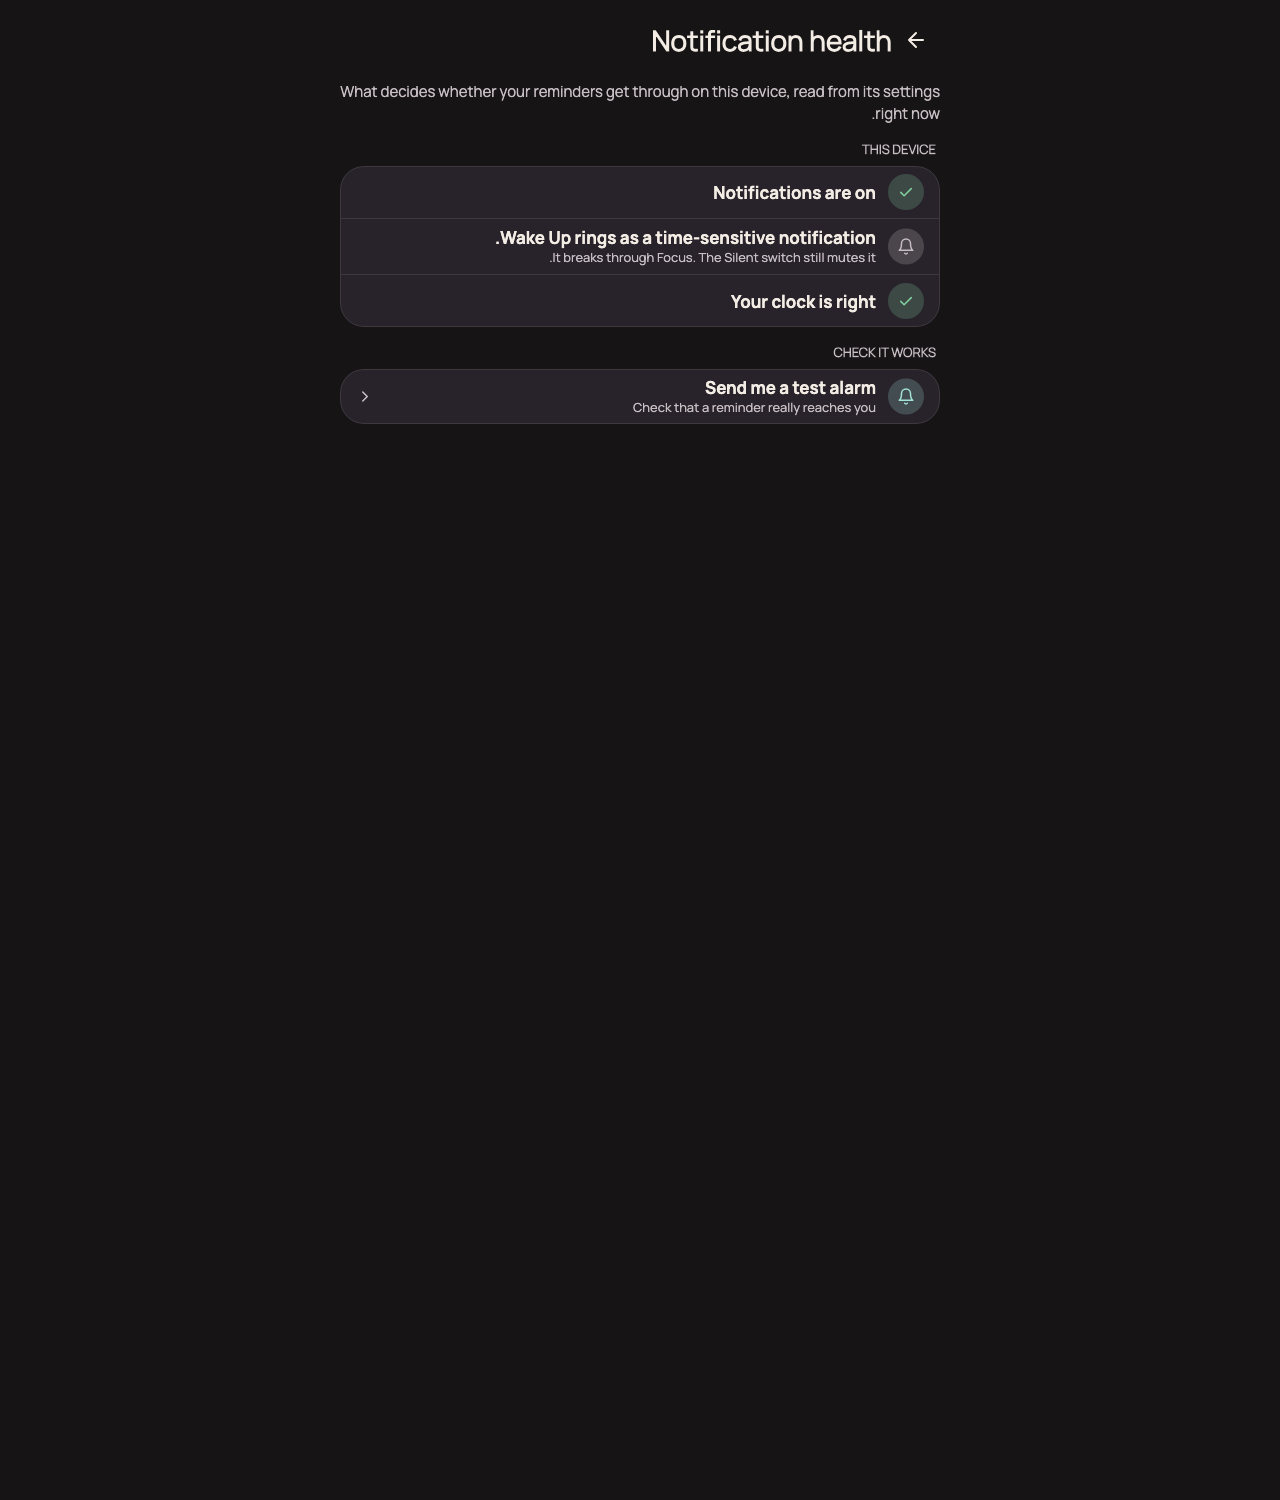 Notification health
What decides whether your reminders get through on this device, read from its settings
.right now
THIS DEVICE
Notifications are on
.Wake Up rings as a time-sensitive notification
.It breaks through Focus. The Silent switch still mutes it
Your clock is right
CHECK IT WORKS
Send me a test alarm
Check that a reminder really reaches you